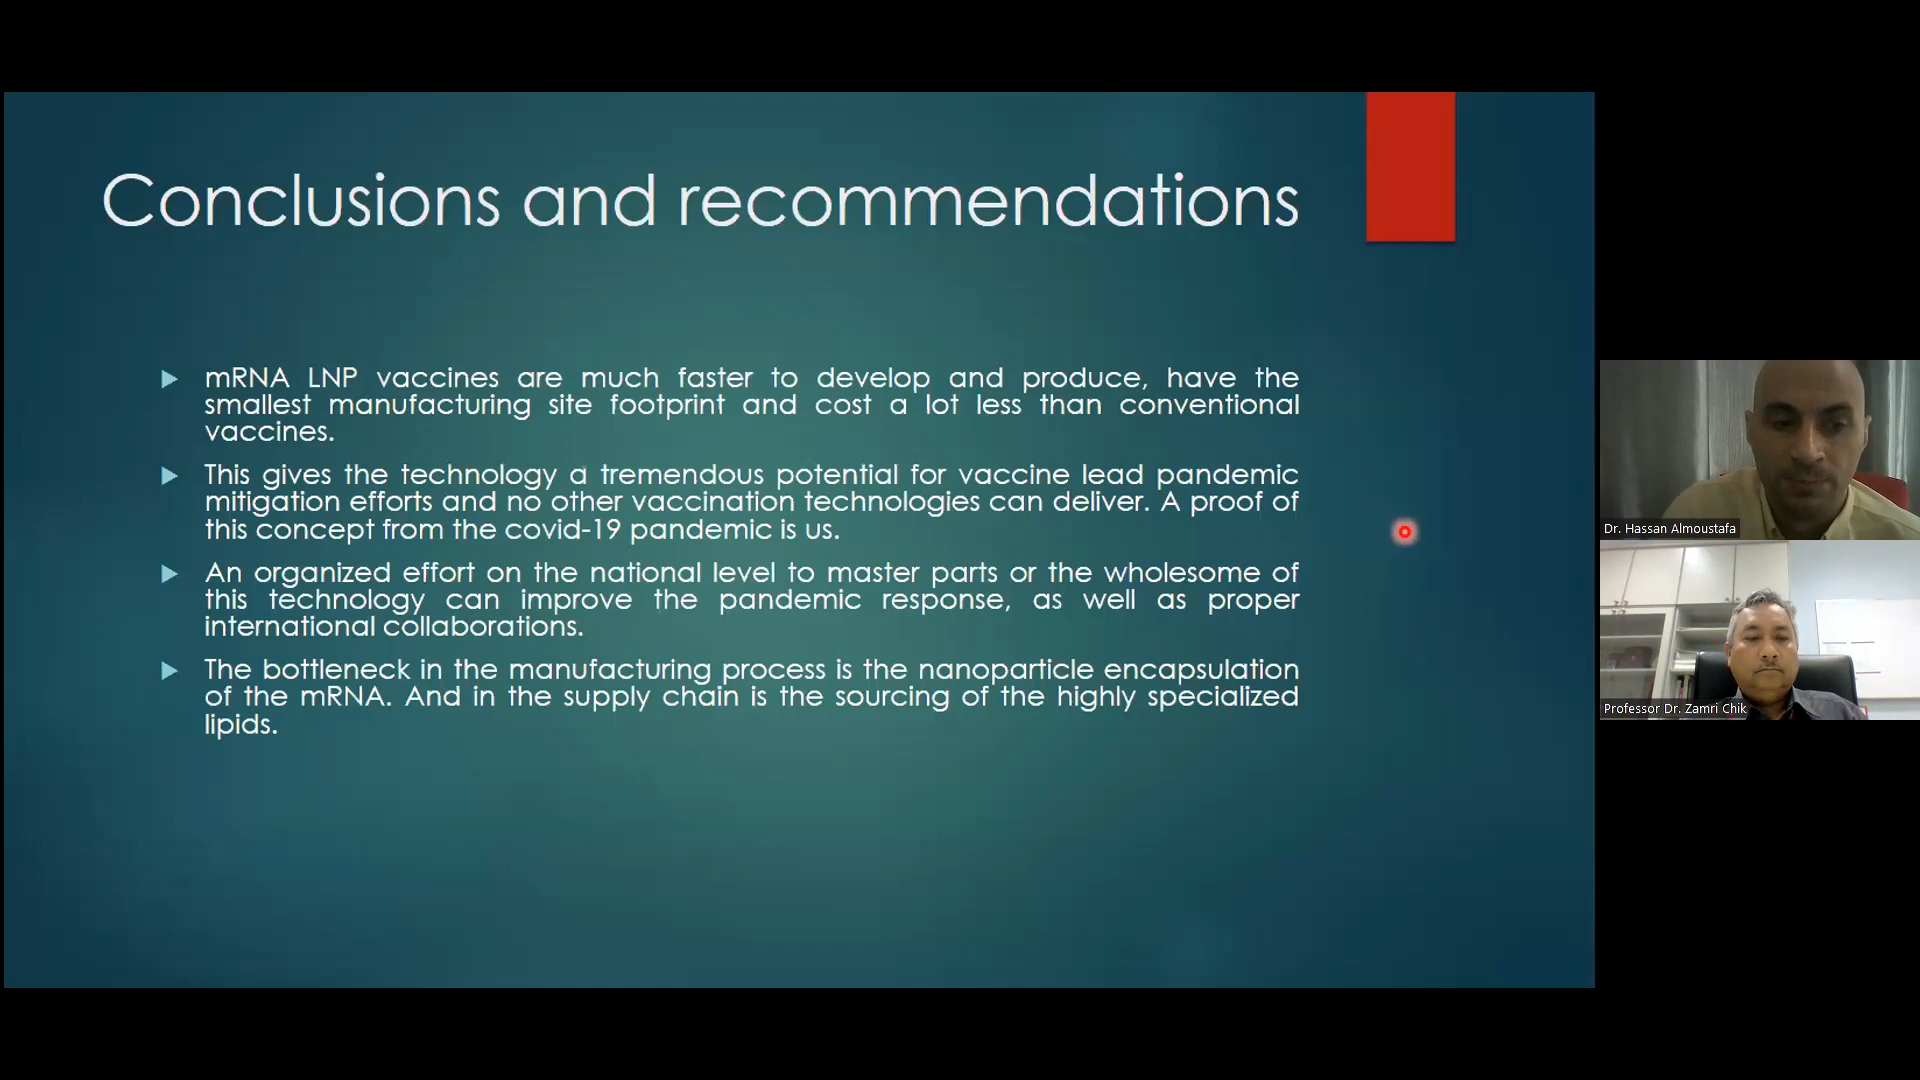 Conclusions and recommendations
mRNA LNP vaccines are much faster to develop and produce, have the
smallest manufacturing site footprint and cost a lot less than conventional
vaccines.
This gives the technology a tremendous potential for vaccine lead pandemic
mitigation efforts and no other vaccination technologies can deliver. A proof of
this concept from the covid-19 pandemic is us.
An organized effort on the national level to master parts or the wholesome of
this technology can improve the pandemic response, as well as proper
international collaborations.
The bottleneck in the manufacturing process is the nanoparticle encapsulation
of the mRNA. And in the supply chain is the sourcing of the highly specialized
lipids.
Dr. Hassan Almoustafa
Professor Dr. Zamri Chik